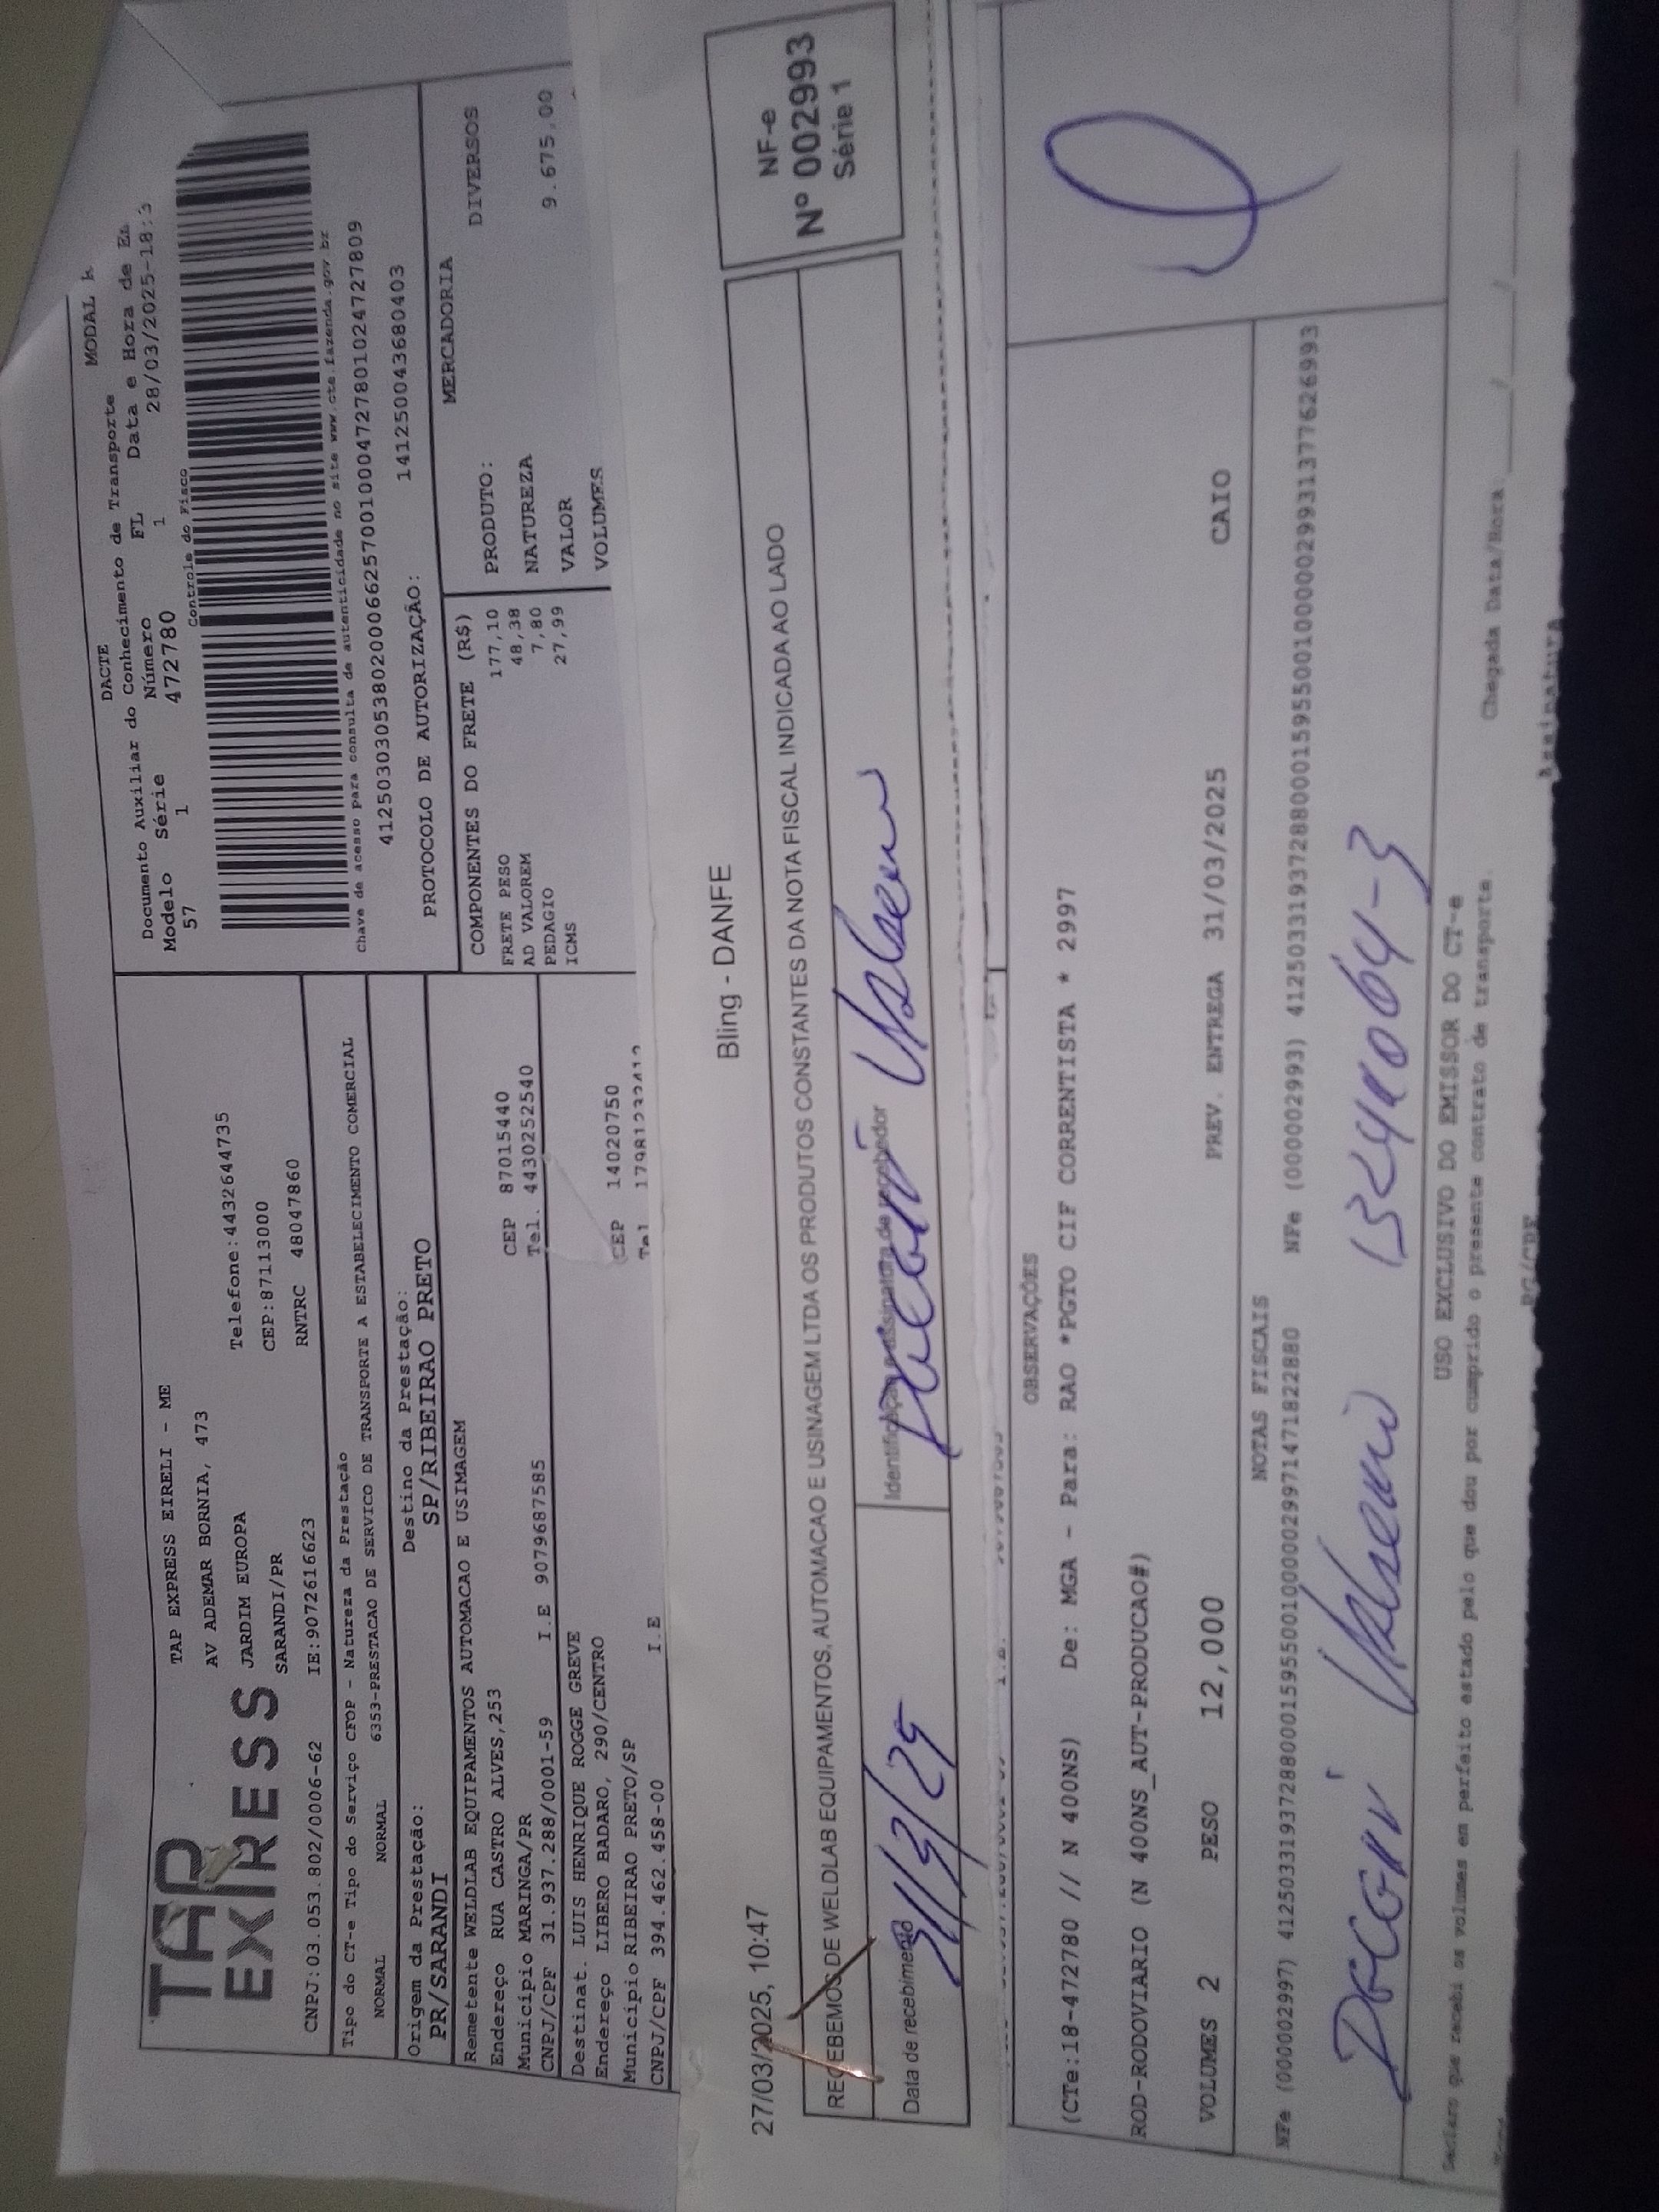 TAP
EXPRESS
TAP EXPRESS EIRELI - ME
AV ADEMAR BORNIA, 473
JARDIM EUROPA
Telefone:4432644735
SARANDI/PR
CEP:87113000
CNPJ:03.053.802/0006-62
IE:9072616623
RNTRC 48047860
Tipo do CT-e Tipo do Serviço CFOP - Natureza da Prestação
NORMAL NORMAL 6353-PRESTACAO DE SERVICO DE TRANSPORTE A ESTABELECIMENTO COMERCIAL
Origem da Prestação: Destino da Prestação:
PR/SARANDI SP/RIBEIRAO PRETO
Remetente WELDLAB EQUIPAMENTOS AUTOMACAO E USIMAGEM
Endereço RUA CASTRO ALVES,253 CEP 87015440
Município MARINGA/PR Tel. 4430252540
CNPJ/CPF 31.937.288/0001-59 I.E 9079687585
Destinat. LUIS HENRIQUE ROGGE GREVE
Endereço LIBERO BADARO, 290/CENTRO CEP 14020750
Município RIBEIRAO PRETO/SP Tel
CNPJ/CPF 394.462.458-00 I.E
DACTE MODAL
Documento Auxiliar do Conhecimento de Transporte
Modelo Série Número FL Data e Hora de
57 1 472780 1 28/03/2025-18:3
Controle do Fisco
Chave de acesso para consulta de autenticidade no site www.cte.fazenda.gov br
41250303053802000662570010004727801024727809
PROTOCOLO DE AUTORIZAÇÃO: 141250043680403
COMPONENTES DO FRETE (R$)
FRETE PESO 177,10
AD VALOREM 48,38
PEDAGIO 7,80
ICMS 27,99
MERCADORIA
PRODUTO: DIVERSOS
NATUREZA
VALOR 9.675,00
VOLUMES
27/03/2025, 10:47 Bling - DANFE
RECEBEMOS DE WELDLAB EQUIPAMENTOS, AUTOMACAO E USINAGEM LTDA OS PRODUTOS CONSTANTES DA NOTA FISCAL INDICADA AO LADO
Data de recebimento
31/3/25
Identificação e assinatura do recebedor
NF-e
Nº 002993
Série 1
OBSERVAÇÕES
(CTe:18-472780 // N 400NS) De: MGA - Para: RAO *PGTO CIF CORRENTISTA * 2997
ROD-RODOVIARIO (N 400NS_AUT-PRODUCAO#)
VOLUMES 2 PESO 12,000 PREV. ENTREGA 31/03/2025 CAIO
NOTAS FISCAIS
NFe (000002997) 41250331937288000159550010000029971471822880 NFe (000002993) 41250331937288000159550010000029931377626993
USO EXCLUSIVO DO EMISSOR DO CT-e
Declaro que recebi os volumes em perfeito estado pelo que dou por cumprido o presente contrato de transporte.
Chegada Data/Hora / /
Assinatura